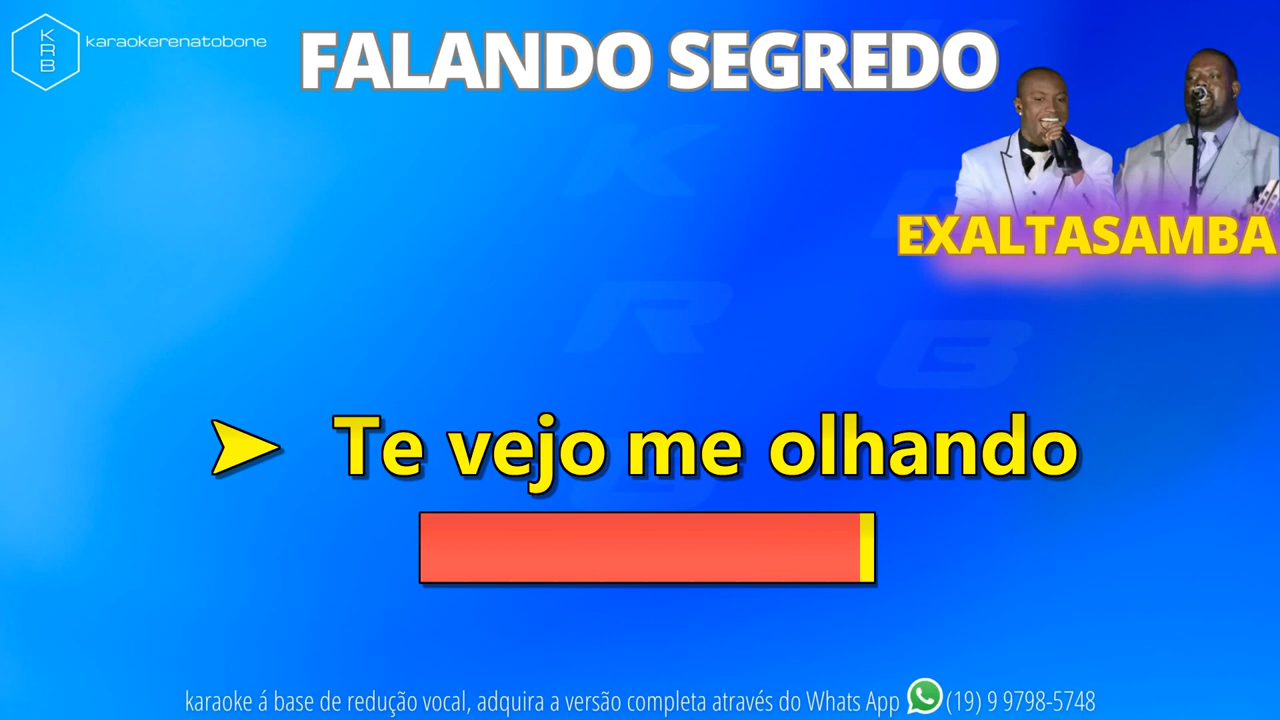 KRB
karaokerenatobone
FALANDO SEGREDO
EXALTASAMBA
K
R
B
➤ Te vejo me olhando
karaoke á base de redução vocal, adquira a versão completa através do Whats App (19) 9 9798-5748